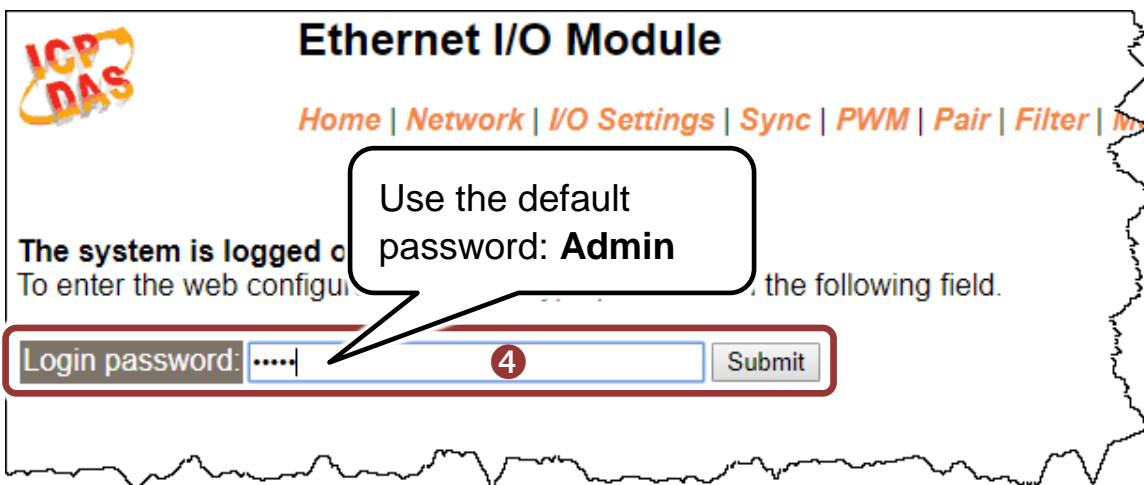 ICP
DAS
Ethernet I/O Module
Home | Network | I/O Settings | Sync | PWM | Pair | Filter |
Use the default
password: Admin
The system is logged
To enter the web the following field.
Login password: ••••• 4 Submit